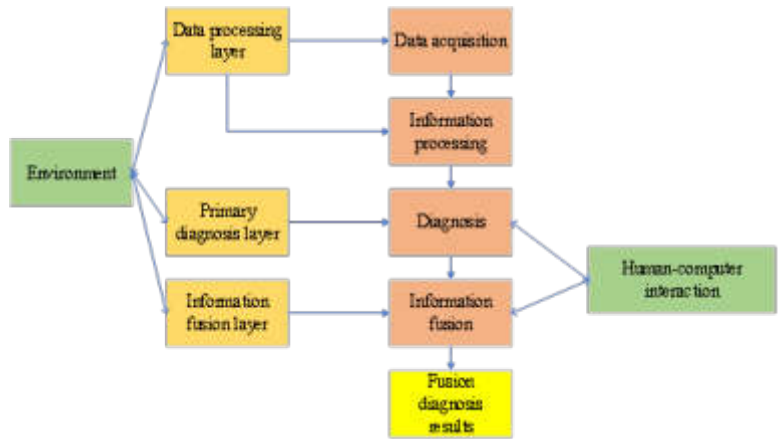 Data processing
layer
Data acquisition
Information
processing
Environment
Primary
diagnosis layer
Diagnosis
Human-computer
interaction
Information
fusion layer
Information
fusion
Fusion
diagnosis
results